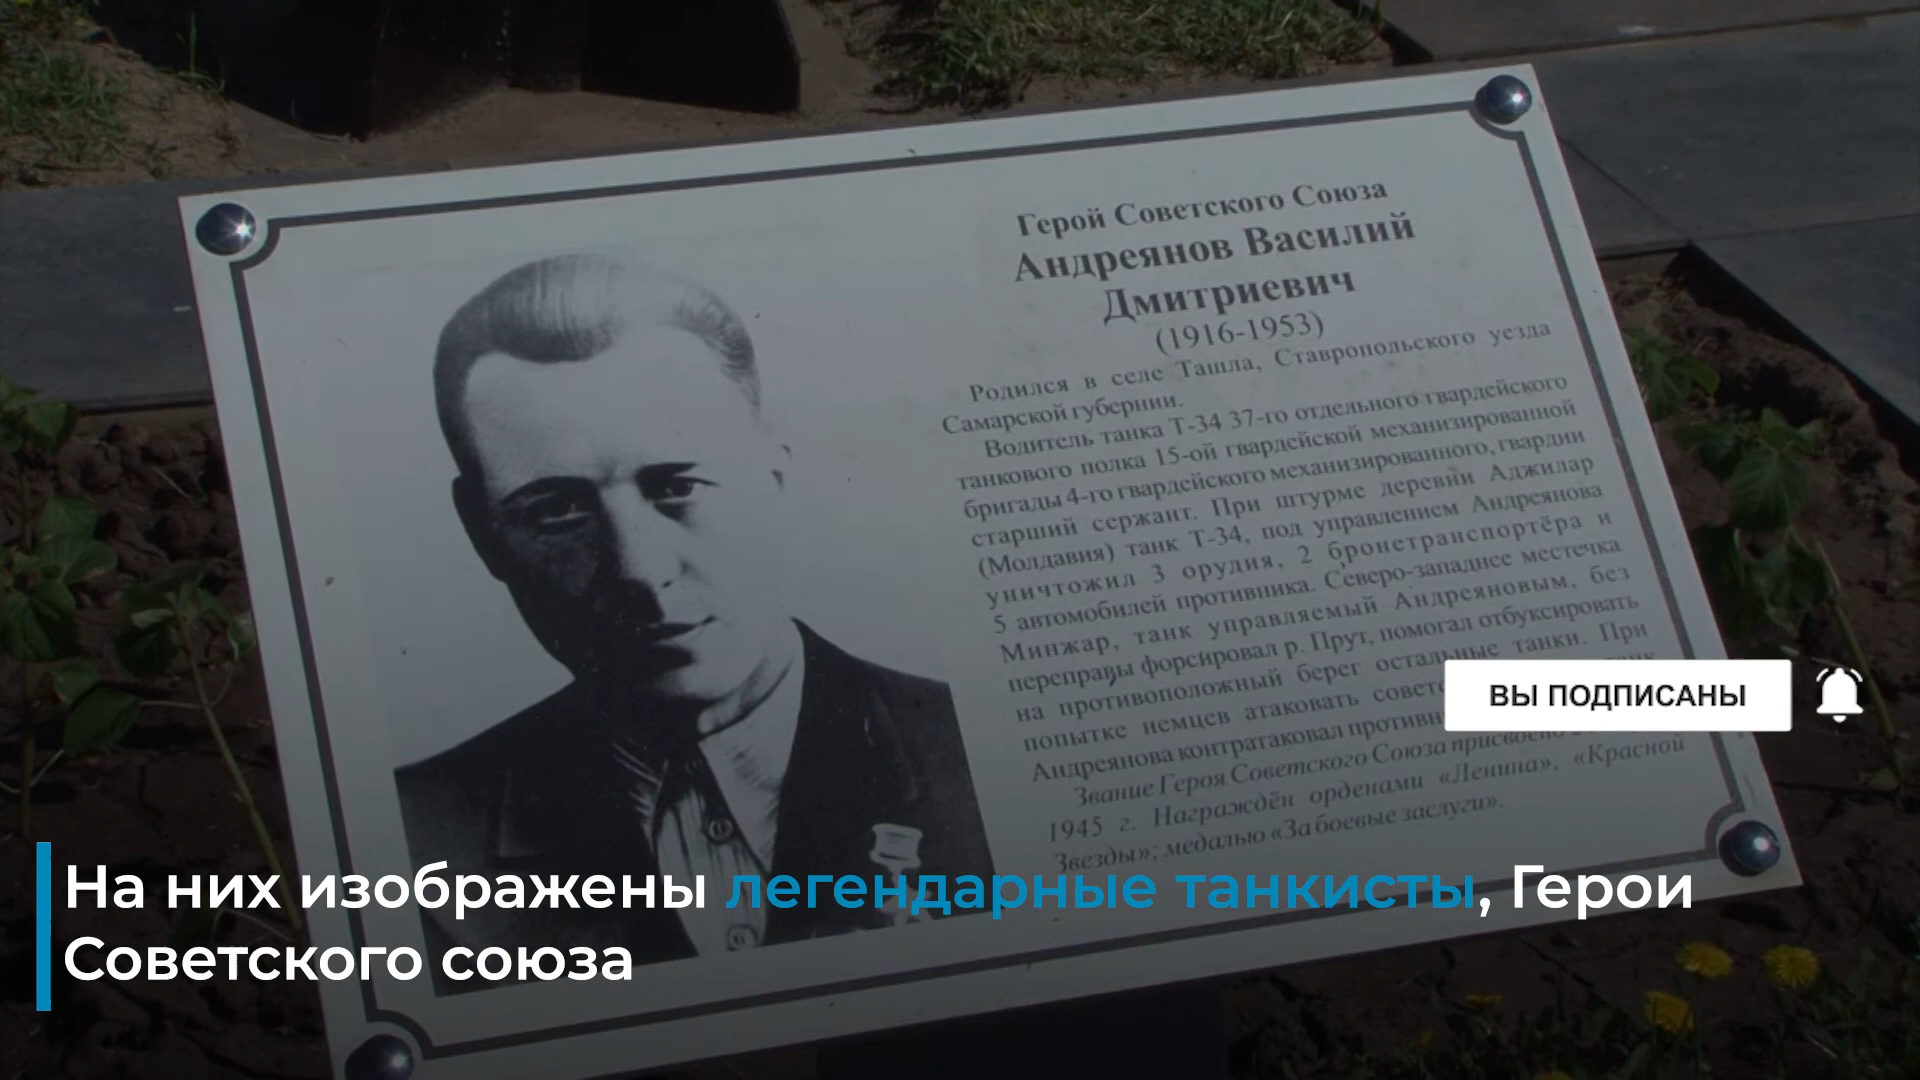 Герой Советского Союза
Андреянов Василий
Дмитриевич
(1916-1953)
Родился в селе Ташла, Ставропольского уезда
Самарской губернии.
Водитель танка Т-34 37-го отдельного гвардейского
танкового полка 15-ой гвардейской механизированной
бригады 4-го гвардейского механизированного, гвардии
старший сержант. При штурме деревни Аджилар
(Молдавия) танк Т-34, под управлением Андреянова
уничтожил 3 орудия, 2 бронетранспортёра и
5 автомобилей противника. Северо-западнее местечка
Минжар, танк управляемый Андреяновым, без
переправы форсировал р. Прут, помогал отбуксировать
на противоположный берег остальные танки. При
попытке немцев атаковать
Андреянова контратаковал
Звание Героя Советского Союза присвоено
1945 г. Награждён орденами «Ленина», «Красной
Звезды»; медалью «За боевые заслуги».
ВЫ ПОДПИСАНЫ
На них изображены легендарные танкисты, Герои
Советского союза